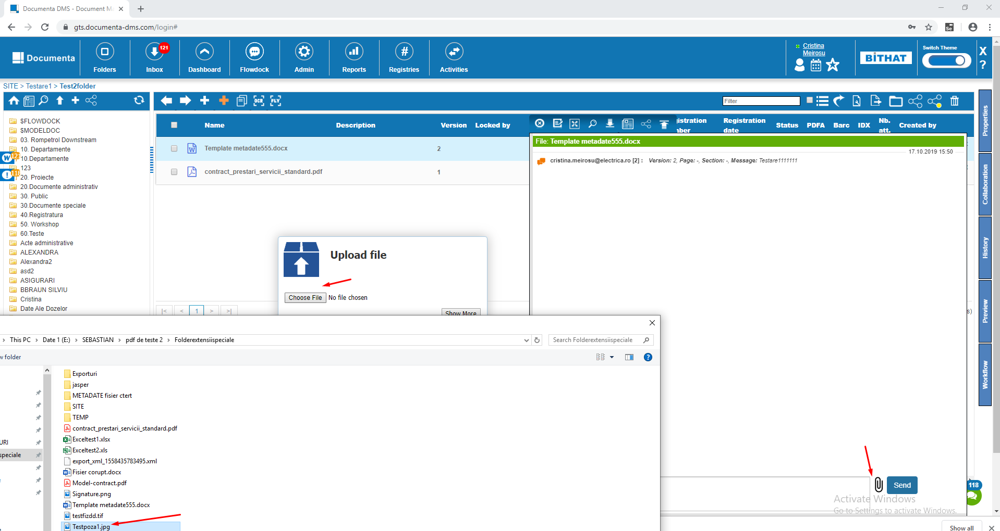 Documenta DMS - Document Ma
gts.documenta-dms.com/login#
Se
Documenta
Folders
121
Inbox
Dashboard
Flowdock
Admin
Reports
#
Registries
Activities
Cristina
Meirosu
BITHAT
Switch Theme
X
?
SITE > Testare1 > Test2folder
OCR
FLY
Filter
$FLOWDOCK
$MODELDOC
03. Rompetrol Downstream
10. Departamente
10.Departamente
123
20. Proiecte
20.Documente administrativ
30. Public
30.Documente speciale
40.Registratura
50. Workshop
60.Teste
Acte administrative
ALEXANDRA
Alexandra2
asd2
ASIGURARI
BBRAUN SILVIU
Cristina
Date Ale Dozelor
W
121
!
118
Name
Description
Version
Locked by
Registration
date
Status
PDFA
Barc
IDX
Nb.
att.
Created by
Template metadate555.docx
2
contract_prestari_servicii_standard.pdf
1
File: Template metadate555.docx
17.10.2019 15:50
cristina.meirosu@electrica.ro [2] : Version: 2, Page: -, Section: -, Message: Testare1111111
Properties
Collaboration
History
Preview
Workflow
Upload file
Choose File No file chosen
Show More
|< < 1 > >|
s)
> This PC > Date 1 (E:) > SEBASTIAN > pdf de teste 2 > Folderextensiispeciale
Search Folderextensiispeciale
w folder
?
URI
speciale
Exporturi
jasper
METADATE fisier ctert
SITE
TEMP
contract_prestari_servicii_standard.pdf
Exceltest1.xlsx
Exceltest2.xls
export_xml_1558435783495.xml
Fisier corupt.docx
Model-contract.pdf
Signature.png
Template metadate555.docx
testfizdd.tif
Testpoza1.jpg
Send
118
Activate Windows
Go to Settings to activate Windows.
Show all